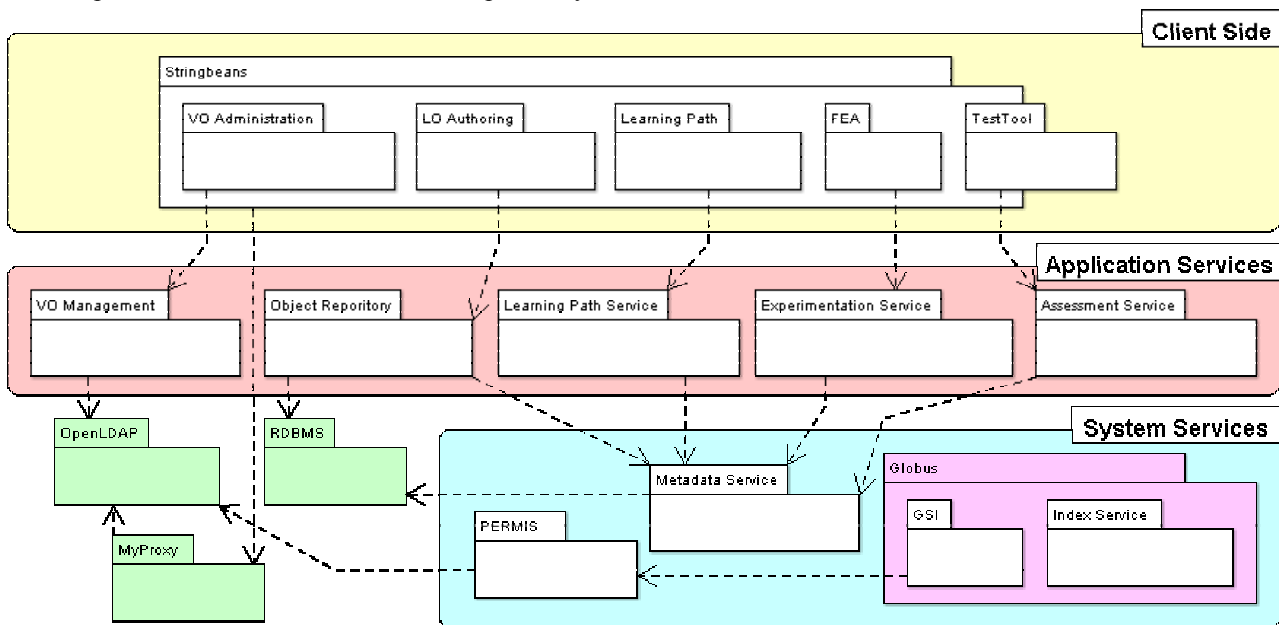 Client Side
Stringbeans
VO Administration
LO Authoring
Learning Path
FEA
TestTool
Application Services
VO Management
Object Reporitory
Learning Path Service
Experimentation Service
Assessment Service
System Services
OpenLDAP
RDBMS
Metadata Service
Globus
PERMIS
GSI
Index Service
MyProxy